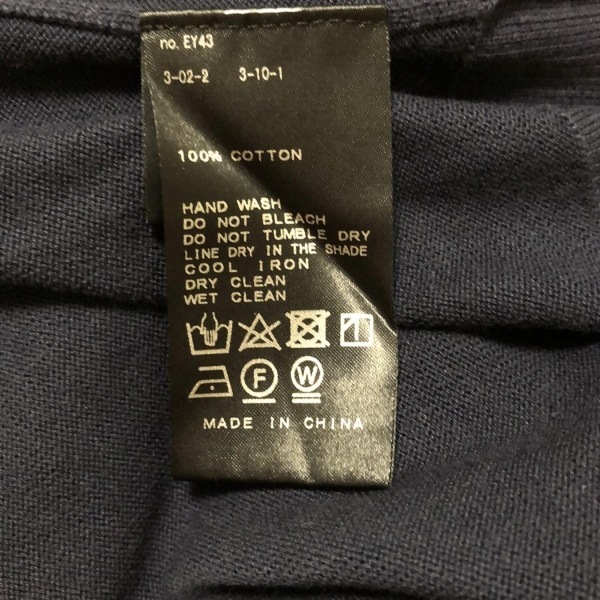 no. EY43
3-02-2 3-10-1
100% COTTON
HAND WASH
DO NOT BLEACH
DO NOT TUMBLE DRY
LINE DRY IN THE SHADE
COOL IRON
DRY CLEAN
WET CLEAN
F W
MADE IN CHINA